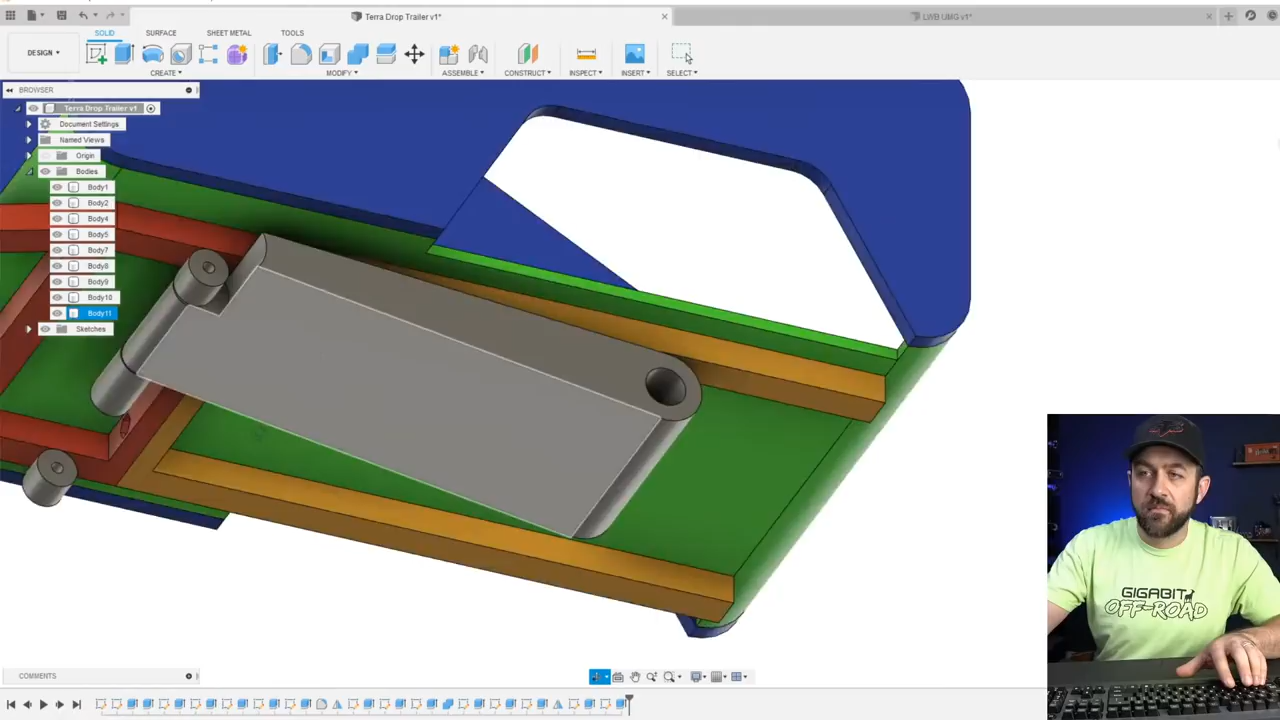 Terra Drop Trailer v1*
LWB UMG v1*
DESIGN
SOLID
SURFACE
SHEET METAL
TOOLS
CREATE
MODIFY
ASSEMBLE
CONSTRUCT
INSPECT
INSERT
SELECT
BROWSER
Terra Drop Trailer v1
Document Settings
Named Views
Origin
Bodies
Body1
Body2
Body4
Body5
Body7
Body8
Body9
Body10
Body11
Sketches
COMMENTS
GIGABIT
OFF-ROAD